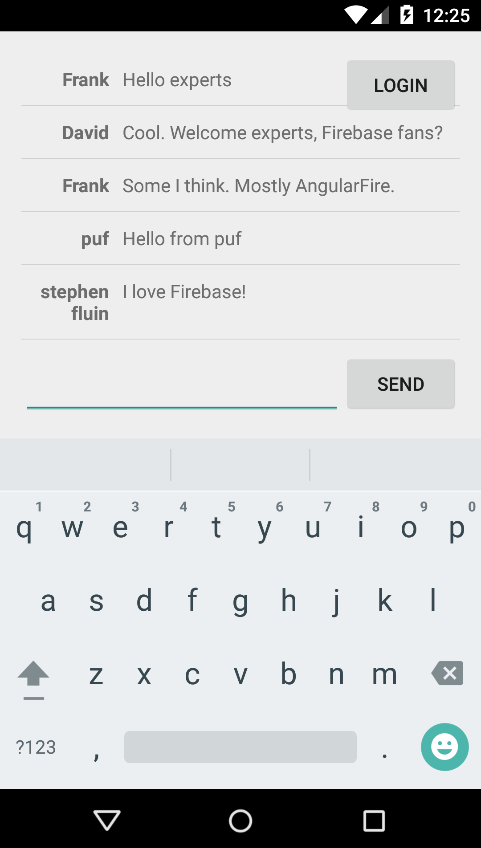 12:25
Frank Hello experts
LOGIN
David Cool. Welcome experts, Firebase fans?
Frank Some I think. Mostly AngularFire.
puf Hello from puf
stephen I love Firebase!
fluin
SEND
1 2 3 4 5 6 7 8 9 0
q w e r t y u i o p
a s d f g h j k l
z x c v b n m
?123 , .